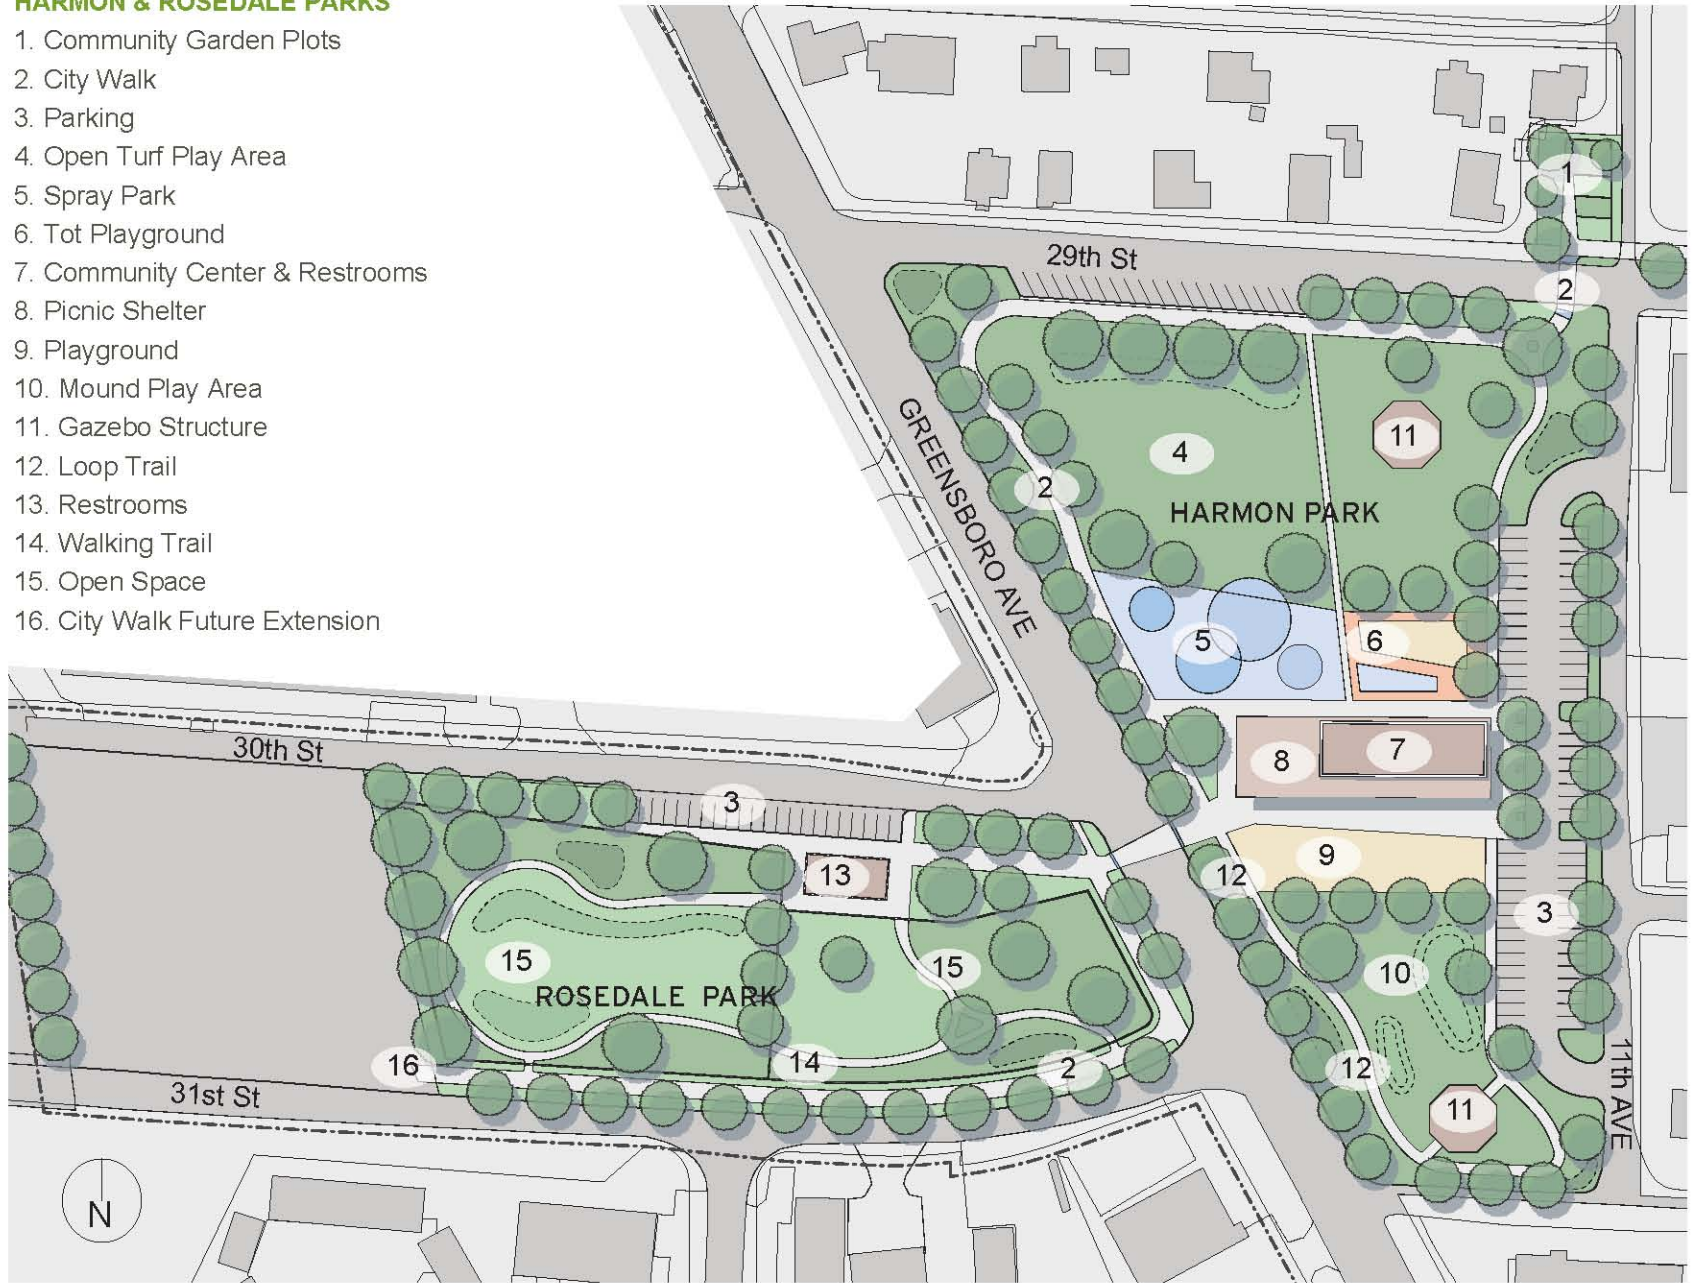 HARMON & ROSEDALE PARKS
1. Community Garden Plots
2. City Walk
3. Parking
4. Open Turf Play Area
5. Spray Park
6. Tot Playground
7. Community Center & Restrooms
8. Picnic Shelter
9. Playground
10. Mound Play Area
11. Gazebo Structure
12. Loop Trail
13. Restrooms
14. Walking Trail
15. Open Space
16. City Walk Future Extension
1
29th St
2
GREENSBORO AVE
11
4
2
HARMON PARK
5
6
30th St
8
7
3
9
13
12
3
15
15
10
ROSEDALE PARK
16
14
2
12
31st St
11
11th AVE
N